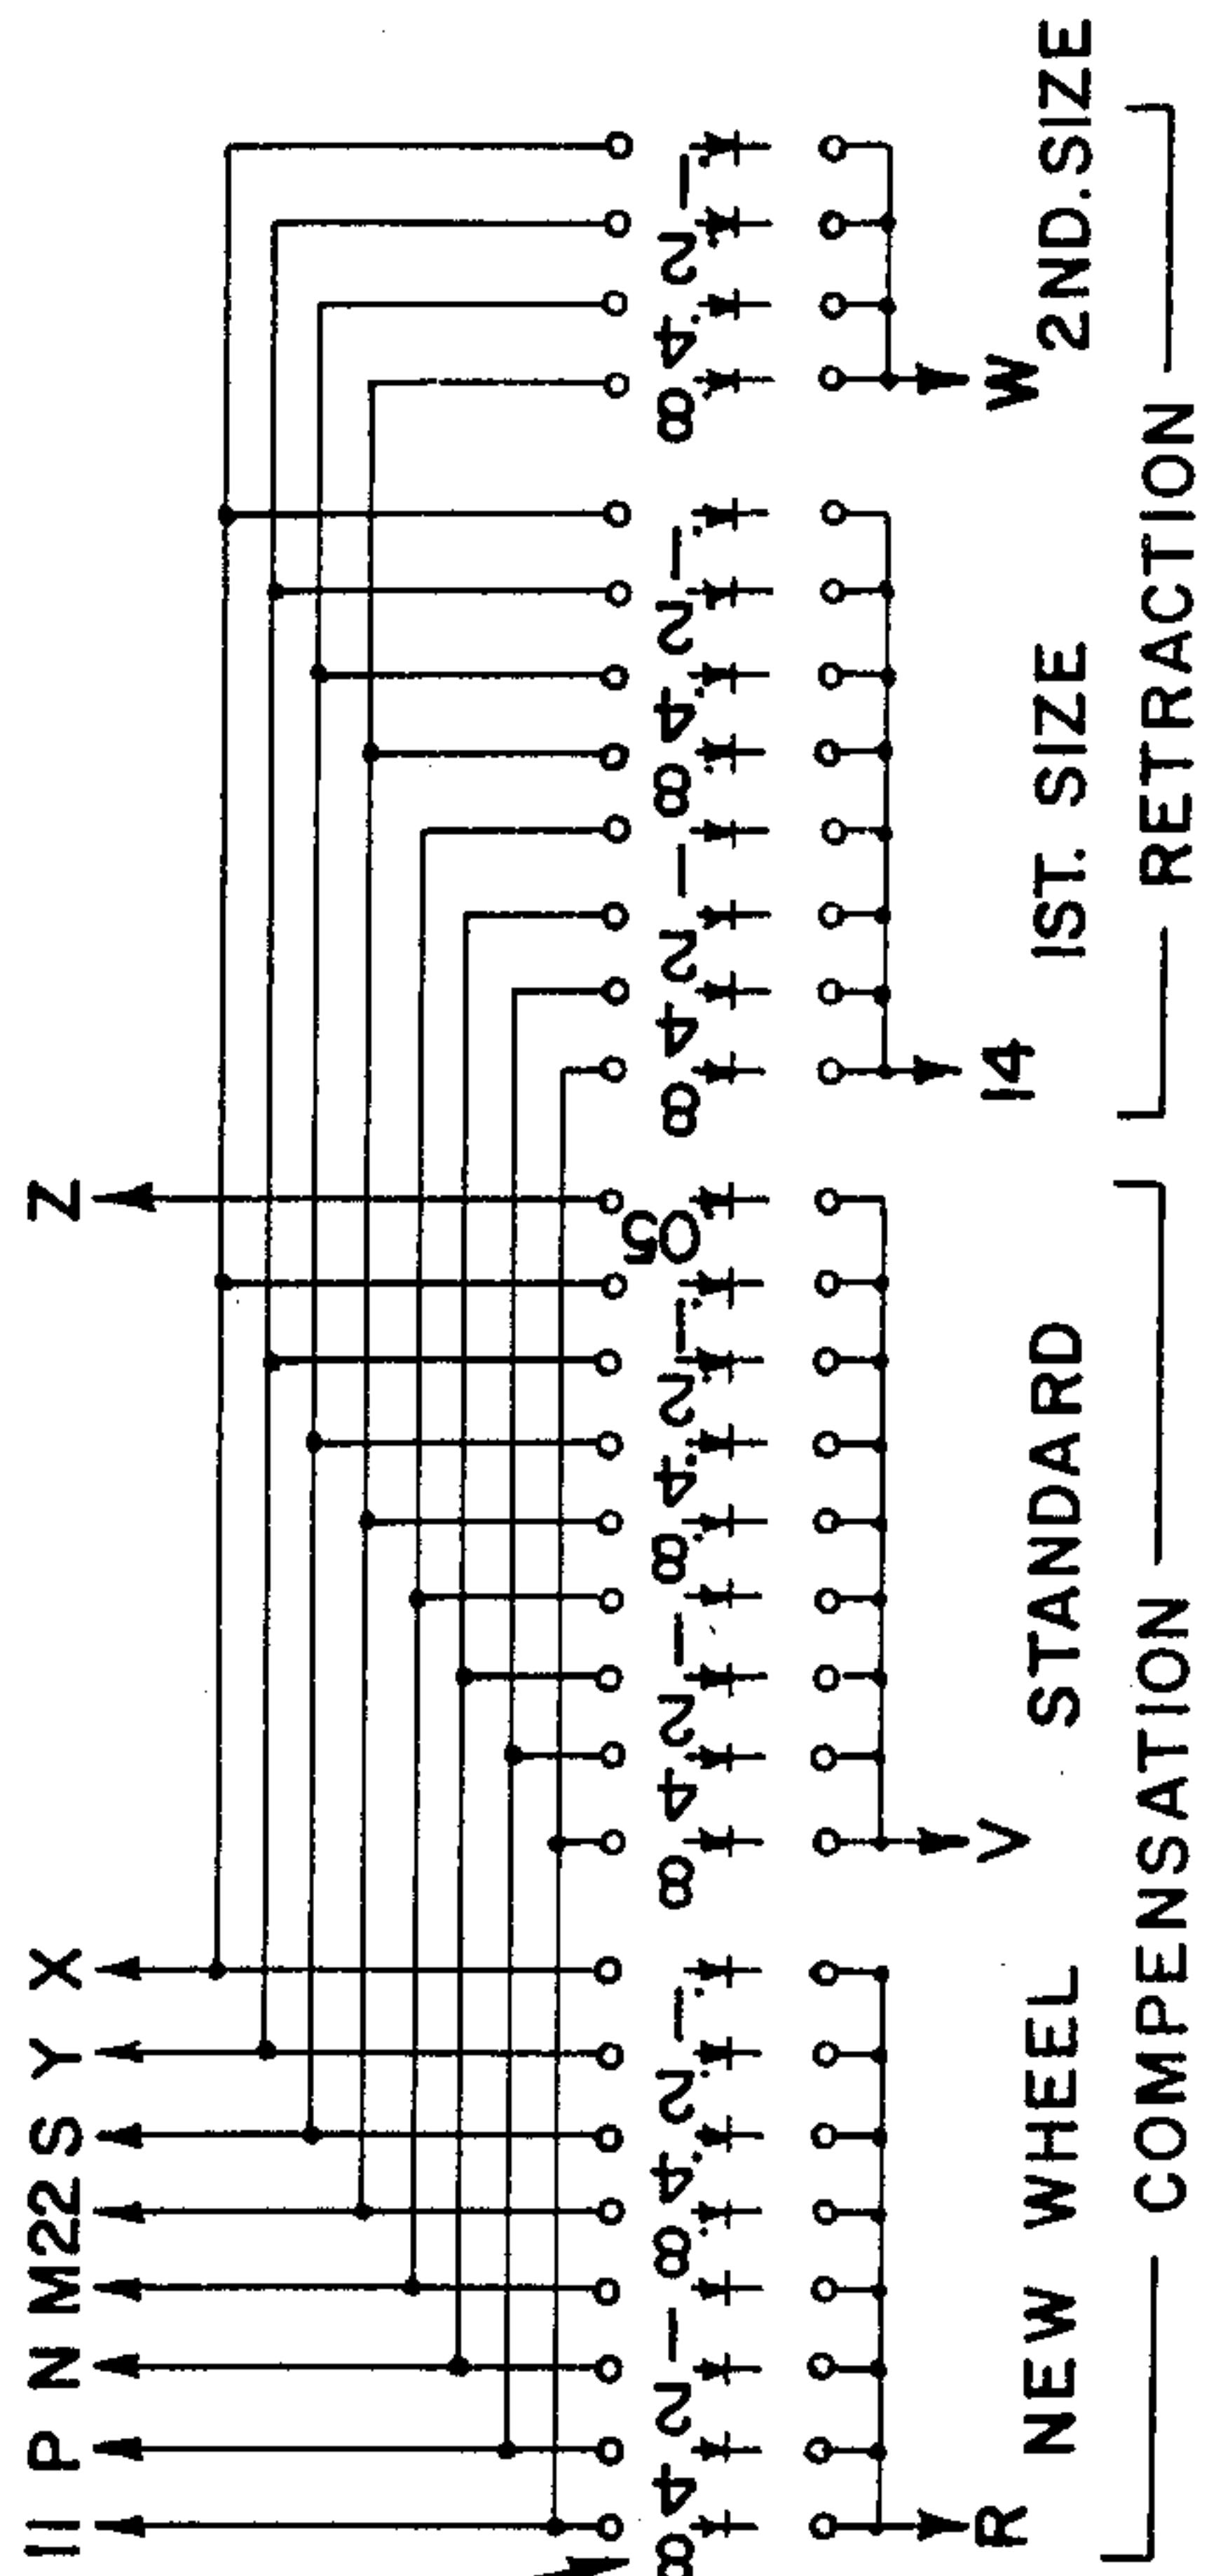 11 P N M 22 S Y X Z
8 4 2 1 .8 .4 .2 .1 8 4 2 1 .8 .4 .2 .1 .05 8 4 2 1 .8 .4 .2 .1 .8 .4 .2 .1
R V 14 W
NEW WHEEL STANDARD 1ST. SIZE 2ND. SIZE
COMPENSATION RETRACTION